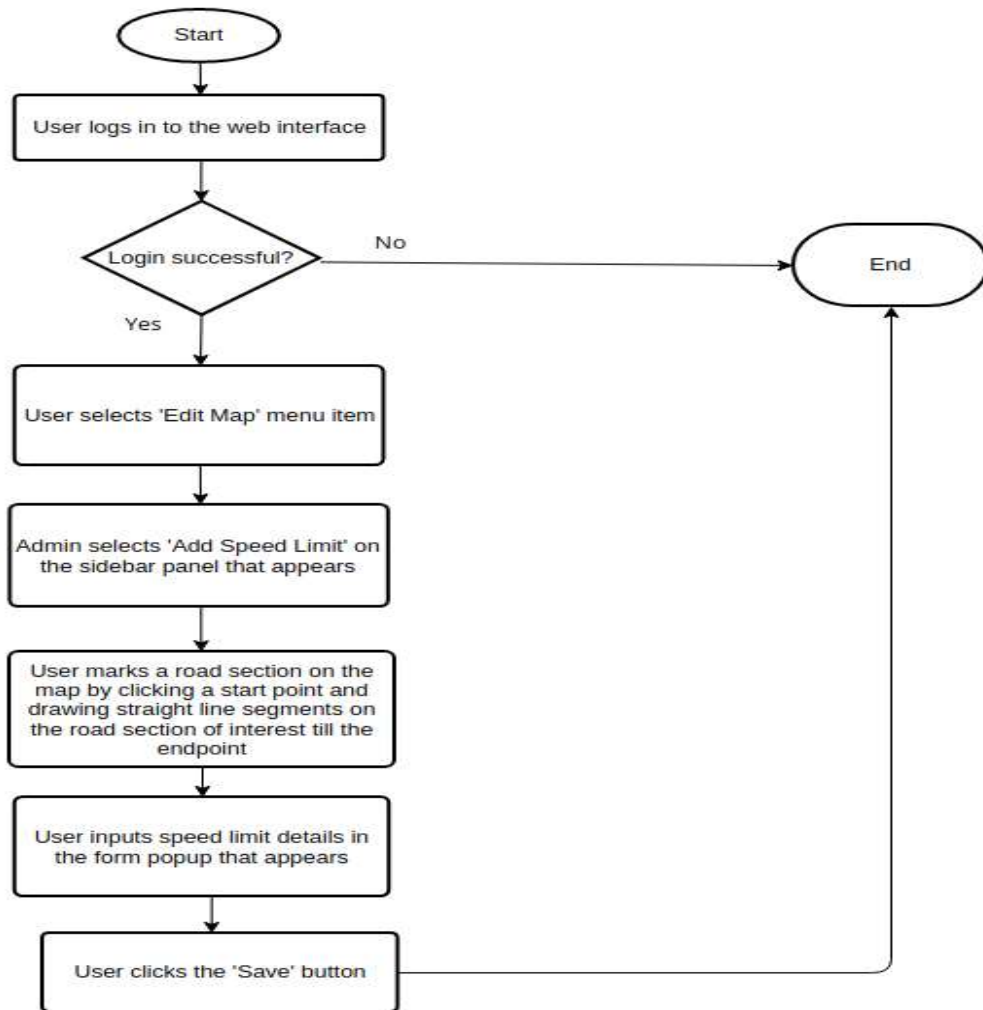 Start
User logs in to the web interface
Login successful?
No
End
Yes
User selects 'Edit Map' menu item
Admin selects 'Add Speed Limit' on
the sidebar panel that appears
User marks a road section on the
map by clicking a start point and
drawing straight line segments on
the road section of interest till the
endpoint
User inputs speed limit details in
the form popup that appears
User clicks the 'Save' button